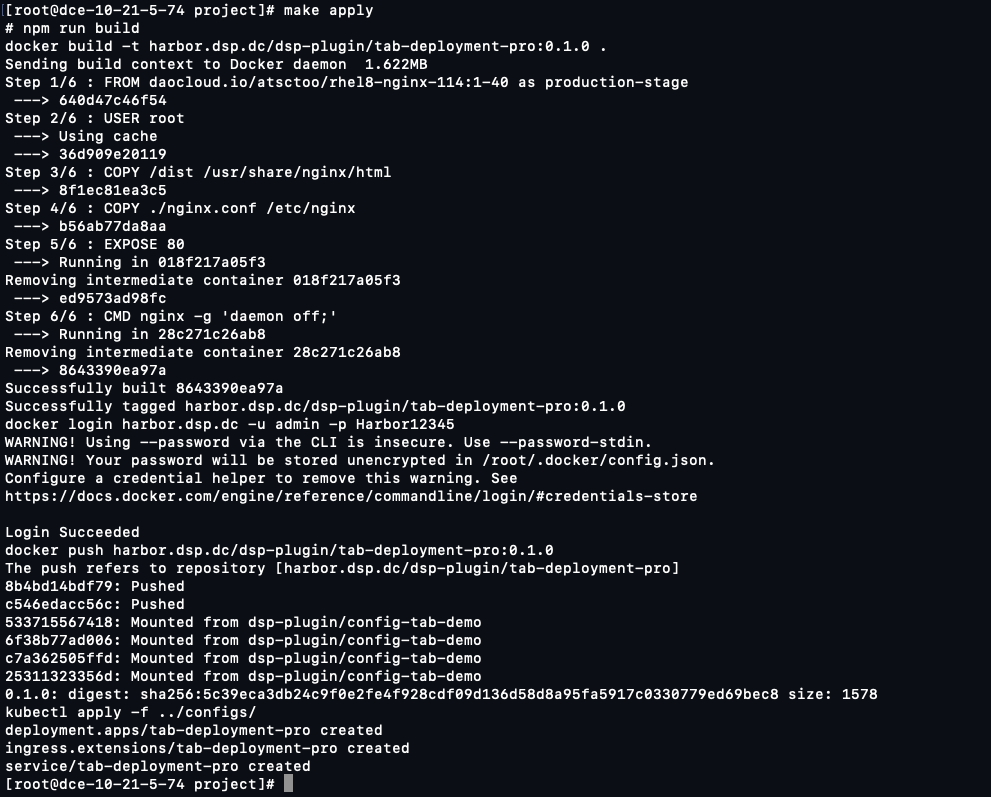 [root@dce-10-21-5-74 project]# make apply
# npm run build
docker build -t harbor.dsp.dc/dsp-plugin/tab-deployment-pro:0.1.0 .
Sending build context to Docker daemon  1.622MB
Step 1/6 : FROM daocloud.io/atsctoo/rhel8-nginx-114:1-40 as production-stage
 ---> 640d47c46f54
Step 2/6 : USER root
 ---> Using cache
 ---> 36d909e20119
Step 3/6 : COPY /dist /usr/share/nginx/html
 ---> 8f1ec81ea3c5
Step 4/6 : COPY ./nginx.conf /etc/nginx
 ---> b56ab77da8aa
Step 5/6 : EXPOSE 80
 ---> Running in 018f217a05f3
Removing intermediate container 018f217a05f3
 ---> ed9573ad98fc
Step 6/6 : CMD nginx -g 'daemon off;'
 ---> Running in 28c271c26ab8
Removing intermediate container 28c271c26ab8
 ---> 8643390ea97a
Successfully built 8643390ea97a
Successfully tagged harbor.dsp.dc/dsp-plugin/tab-deployment-pro:0.1.0
docker login harbor.dsp.dc -u admin -p Harbor12345
WARNING! Using --password via the CLI is insecure. Use --password-stdin.
WARNING! Your password will be stored unencrypted in /root/.docker/config.json.
Configure a credential helper to remove this warning. See
https://docs.docker.com/engine/reference/commandline/login/#credentials-store

Login Succeeded
docker push harbor.dsp.dc/dsp-plugin/tab-deployment-pro:0.1.0
The push refers to repository [harbor.dsp.dc/dsp-plugin/tab-deployment-pro]
8b4bd14bdf79: Pushed
c546edacc56c: Pushed
533715567418: Mounted from dsp-plugin/config-tab-demo
6f38b77ad006: Mounted from dsp-plugin/config-tab-demo
c7a362505ffd: Mounted from dsp-plugin/config-tab-demo
25311323356d: Mounted from dsp-plugin/config-tab-demo
0.1.0: digest: sha256:5c39eca3db24c9f0e2fe4f928cdf09d136d58d8a95fa5917c0330779ed69bec8 size: 1578
kubectl apply -f ../configs/
deployment.apps/tab-deployment-pro created
ingress.extensions/tab-deployment-pro created
service/tab-deployment-pro created
[root@dce-10-21-5-74 project]#